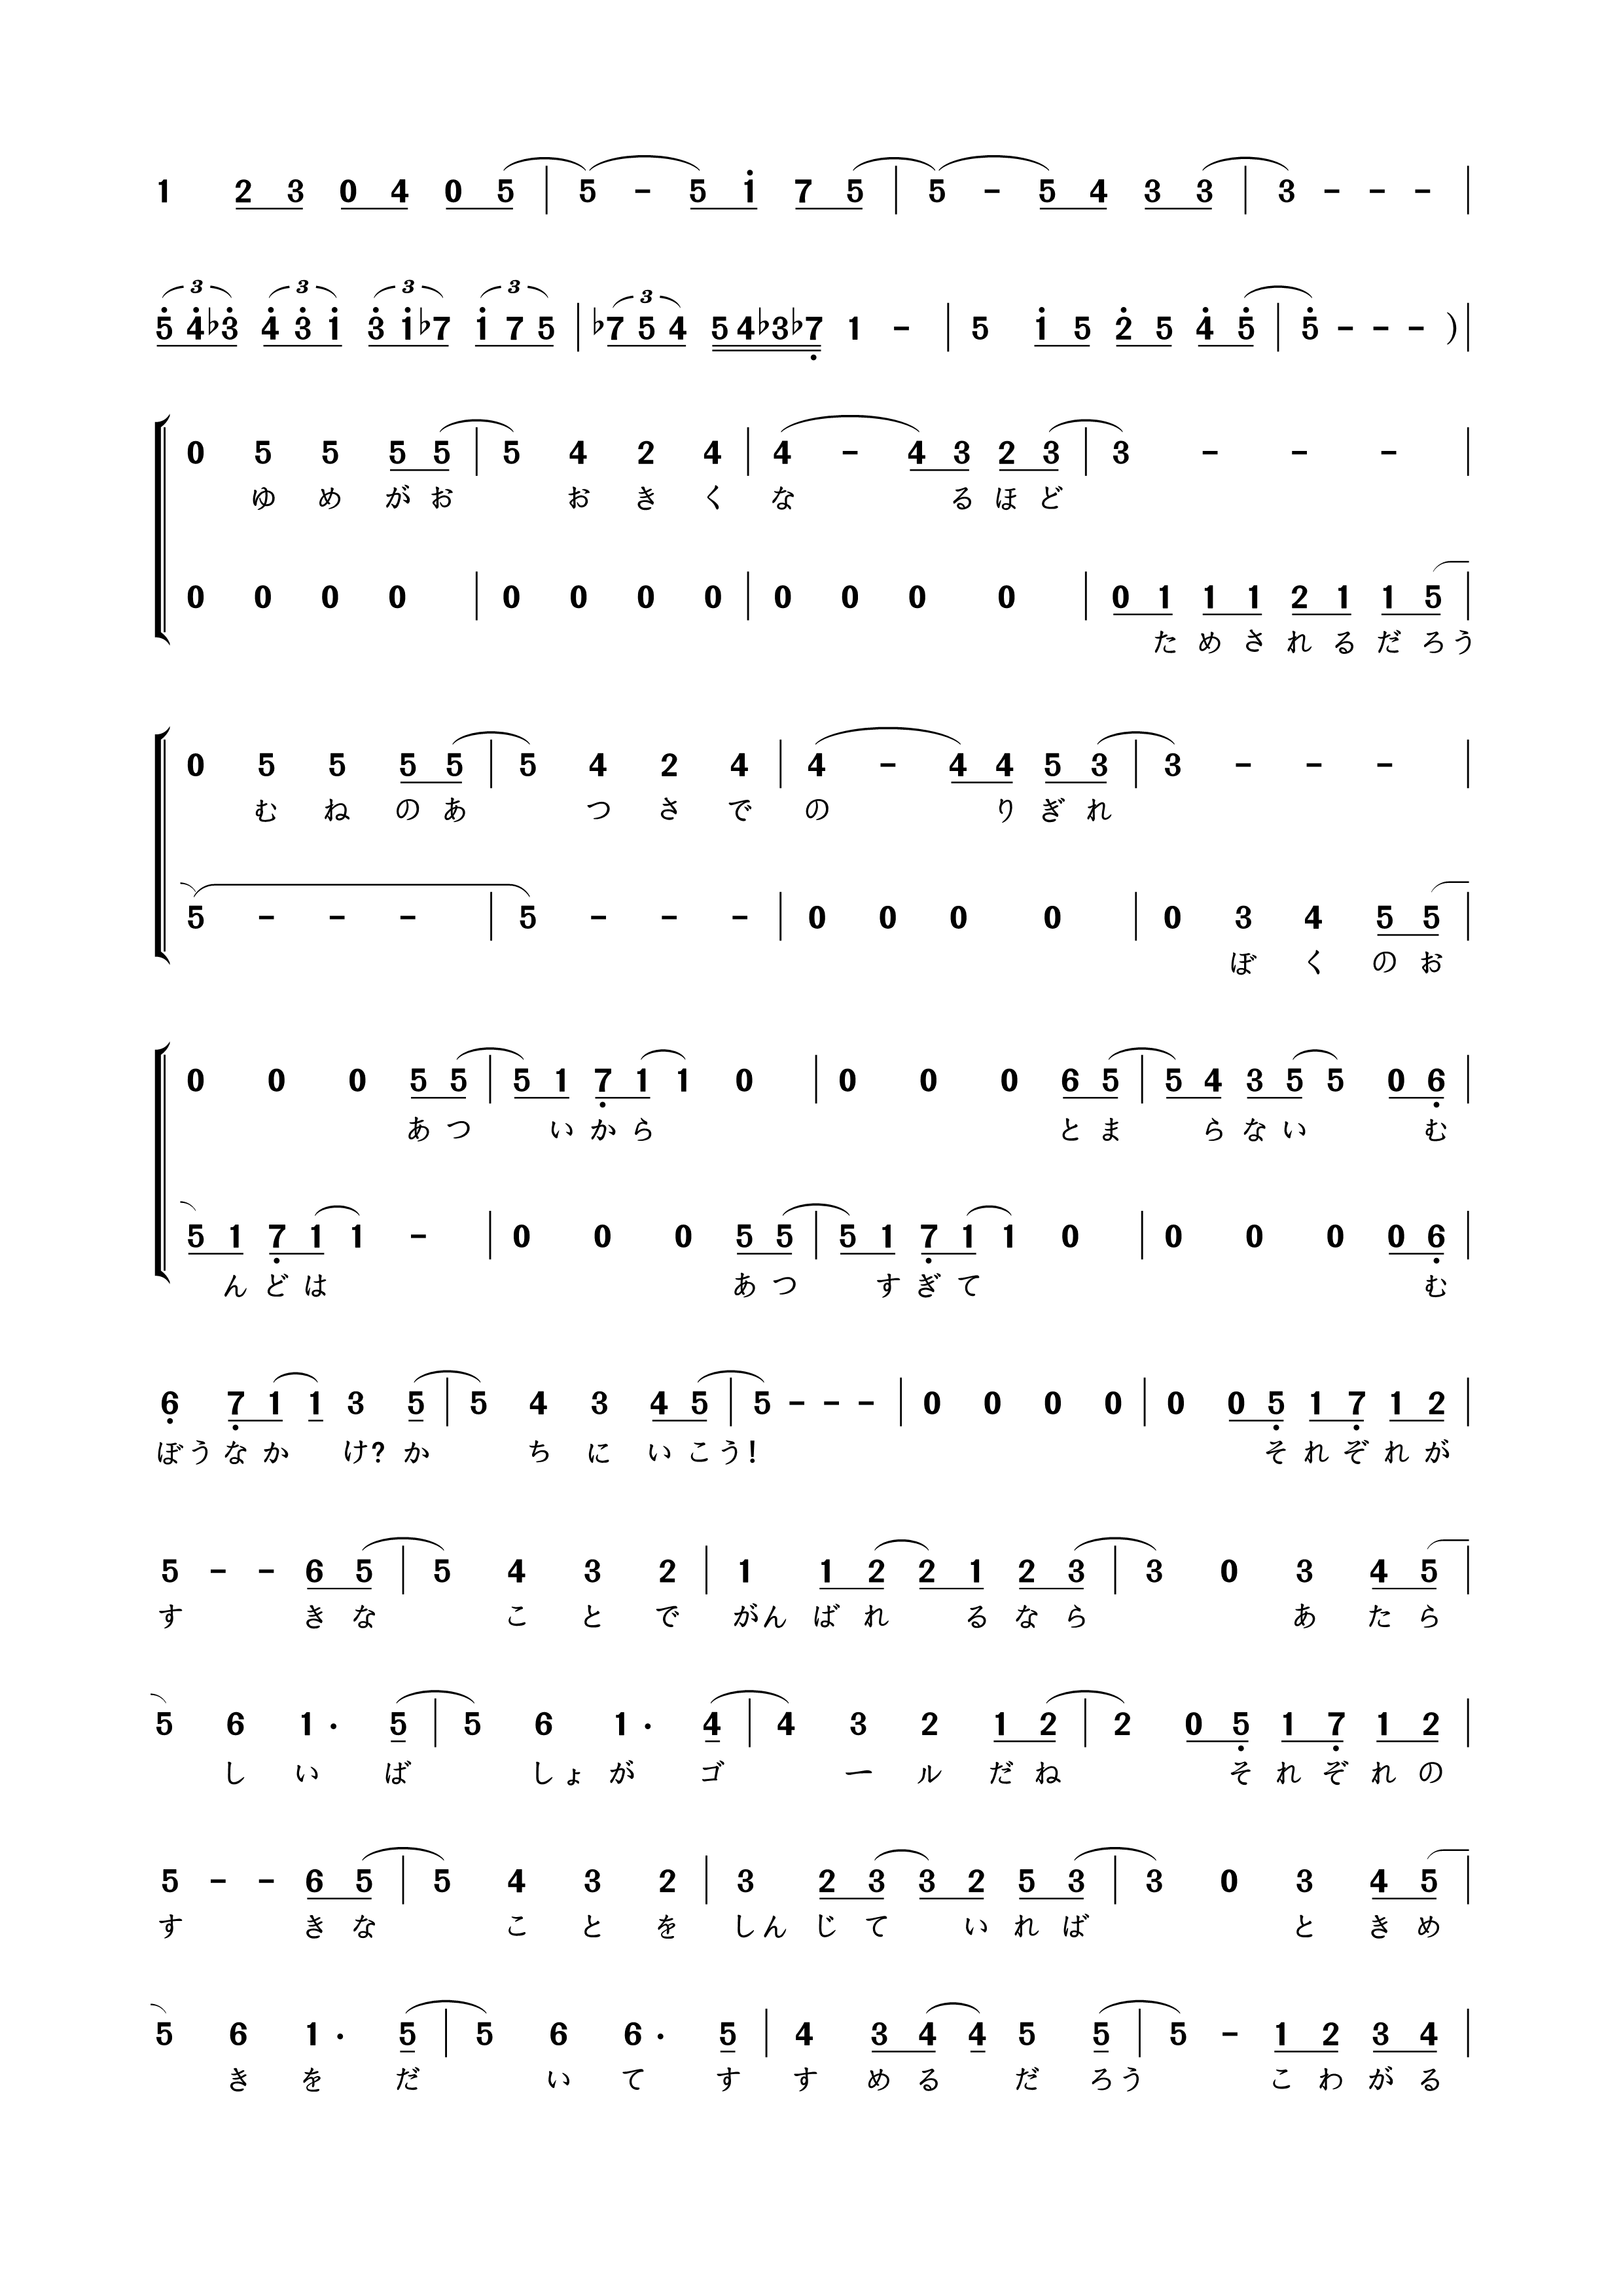 1 2 3 0 4 0 5 | 5 - 5 1̇ 7 5 | 5 - 5 4 3 3 | 3 - - - |
3 3 3 3 3
5̇ 4̇ ♭3̇ 4̇ 3̇ 1̇ 3̇ 1̇ ♭7 1̇ 7 5 | ♭7 5 4 5 4 ♭3 ♭7̣ 1 - | 5 1̇ 5 2̇ 5 4̇ 5̇ | 5̇ - - - ) |
0 5 5 5 5 | 5 4 2 4 | 4 - 4 3 2 3 | 3 - - - |
ゆ め が お お き く な る ほ ど
0 0 0 0 | 0 0 0 0 | 0 0 0 0 | 0 1 1 1 2 1 1 5 |
た め さ れ る だ ろ う
0 5 5 5 5 | 5 4 2 4 | 4 - 4 4 5 3 | 3 - - - |
む ね の あ つ さ で の り ぎ れ
5 - - - | 5 - - - | 0 0 0 0 | 0 3 4 5 5 |
ぼ く の お
0 0 0 5 5 | 5 1 7̣ 1 1 0 | 0 0 0 6 5 | 5 4 3 5 5 0 6̣ |
あ つ い か ら と ま ら な い む
5 1 7̣ 1 1 - | 0 0 0 5 5 | 5 1 7̣ 1 1 0 | 0 0 0 0 6̣ |
ん ど は あ つ す ぎ て む
6̣ 7̣ 1 1 3 5 | 5 4 3 4 5 | 5 - - - | 0 0 0 0 | 0 0 5̣ 1 7̣ 1 2 |
ぼ う な か け? か ち に い こ う! そ れ ぞ れ が
5 - - 6 5 | 5 4 3 2 | 1 1 2 2 1 2 3 | 3 0 3 4 5 |
す き な こ と で がん ば れ る な ら あ た ら
5 6 1 · 5 | 5 6 1 · 4 | 4 3 2 1 2 | 2 0 5̣ 1 7̣ 1 2 |
し い ば しょ が ゴ ー ル だ ね そ れ ぞ れ の
5 - - 6 5 | 5 4 3 2 | 3 2 3 3 2 5 3 | 3 0 3 4 5 |
す き な こ と を しん じ て い れ ば と き め
5 6 1 · 5 | 5 6 6 · 5 | 4 3 4 4 5 5 | 5 - 1 2 3 4 |
き を だ い て す す め る だ ろ う こ わ が る